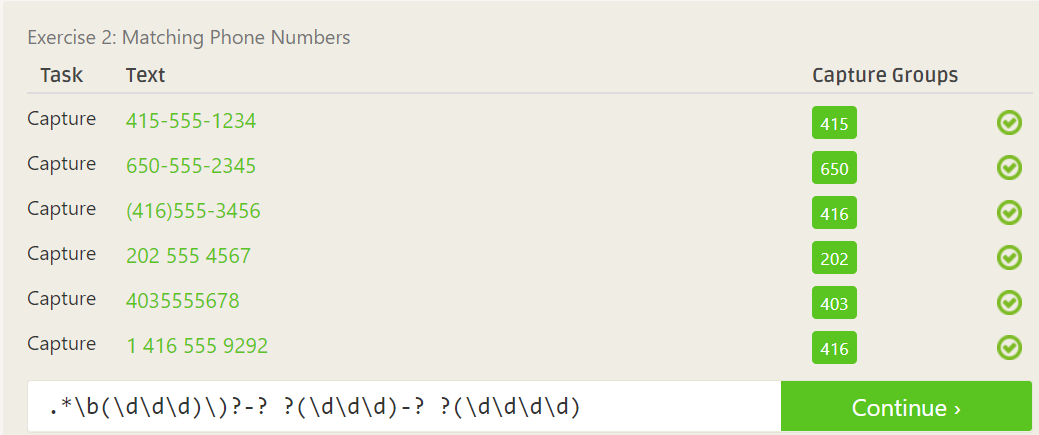 Exercise 2: Matching Phone Numbers
Task Text Capture Groups
Capture 415-555-1234 415
Capture 650-555-2345 650
Capture (416)555-3456 416
Capture 202 555 4567 202
Capture 4035555678 403
Capture 1 416 555 9292 416
.*\b(\d\d\d)\)?-? ?(\d\d\d)-? ?(\d\d\d\d) Continue ›